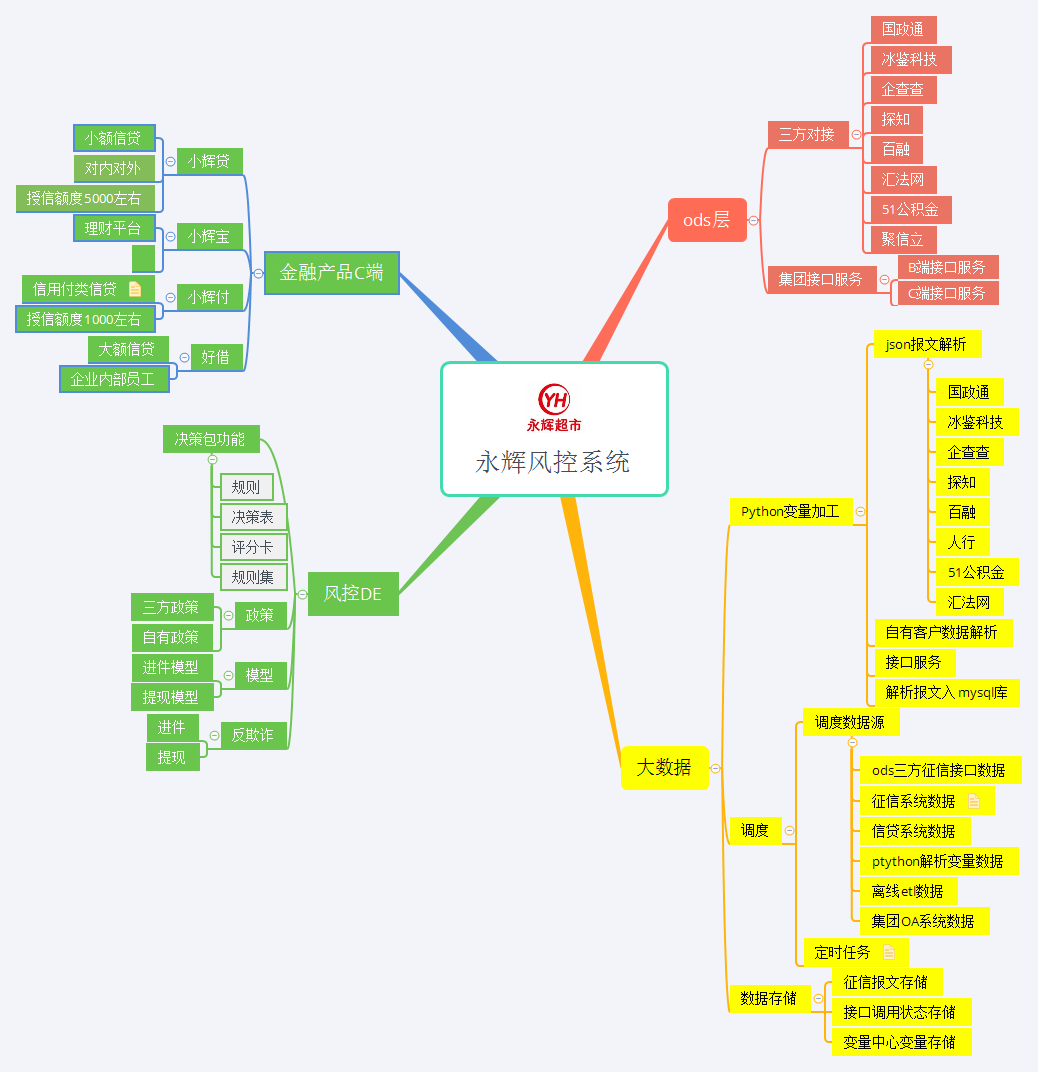 YH
永辉超市
永辉风控系统
ods层
三方对接
国政通
冰鉴科技
企查查
探知
百融
汇法网
51公积金
聚信立
集团接口服务
B端接口服务
C端接口服务
大数据
Python变量加工
json报文解析
国政通
冰鉴科技
企查查
探知
百融
人行
51公积金
汇法网
自有客户数据解析
接口服务
解析报文入 mysql库
调度
调度数据源
ods三方征信接口数据
征信系统数据
信贷系统数据
ptython解析变量数据
离线etl数据
集团OA系统数据
定时任务
数据存储
征信报文存储
接口调用状态存储
变量中心变量存储
金融产品C端
小辉贷
小额信贷
对内对外
授信额度5000左右
小辉宝
理财平台
小辉付
信用付类信贷
授信额度1000左右
好借
大额信贷
企业内部员工
风控DE
决策包功能
规则
决策表
评分卡
规则集
政策
三方政策
自有政策
模型
进件模型
提现模型
反欺诈
进件
提现